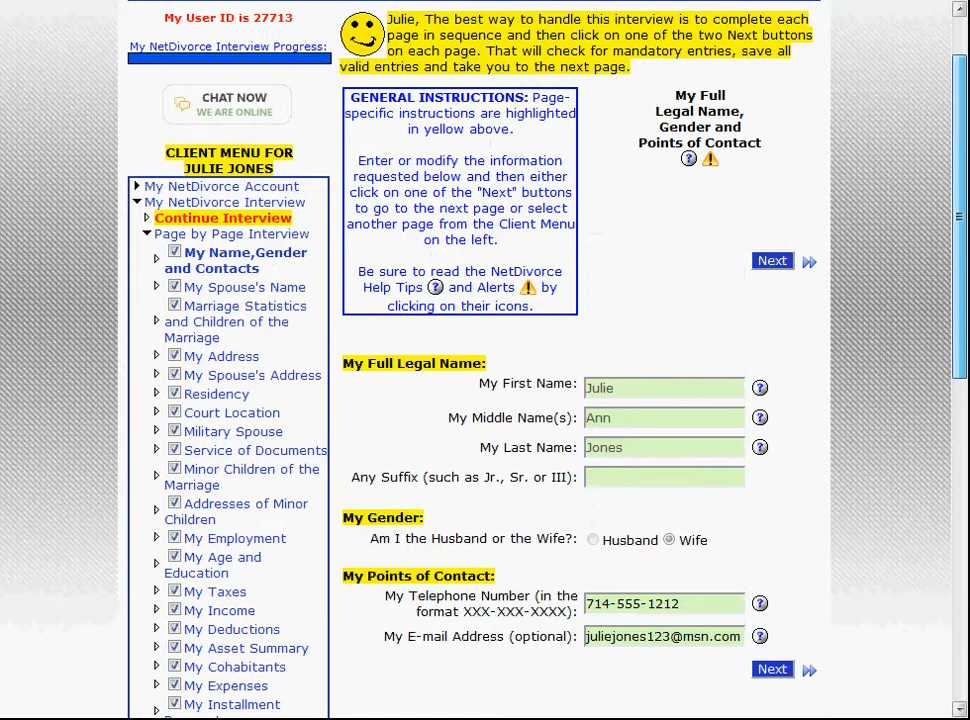 My User ID is 27713
My NetDivorce Interview Progress:
CHAT NOW
WE ARE ONLINE
CLIENT MENU FOR
JULIE JONES
My NetDivorce Account
My NetDivorce Interview
Continue Interview
Page by Page Interview
My Name,Gender
and Contacts
My Spouse's Name
Marriage Statistics
and Children of the
Marriage
My Address
My Spouse's Address
Residency
Court Location
Military Spouse
Service of Documents
Minor Children of the
Marriage
Addresses of Minor
Children
My Employment
My Age and
Education
My Taxes
My Income
My Deductions
My Asset Summary
My Cohabitants
My Expenses
My Installment
Julie, The best way to handle this interview is to complete each
page in sequence and then click on one of the two Next buttons
on each page. That will check for mandatory entries, save all
valid entries and take you to the next page.
GENERAL INSTRUCTIONS: Page-
specific instructions are highlighted
in yellow above.
Enter or modify the information
requested below and then either
click on one of the "Next" buttons
to go to the next page or select
another page from the Client Menu
on the left.
Be sure to read the NetDivorce
Help Tips ? and Alerts ! by
clicking on their icons.
My Full
Legal Name,
Gender and
Points of Contact
Next
My Full Legal Name:
My First Name: Julie
My Middle Name(s): Ann
My Last Name: Jones
Any Suffix (such as Jr., Sr. or III):
My Gender:
Am I the Husband or the Wife?: Husband Wife
My Points of Contact:
My Telephone Number (in the
format XXX-XXX-XXXX): 714-555-1212
My E-mail Address (optional): juliejones123@msn.com
Next